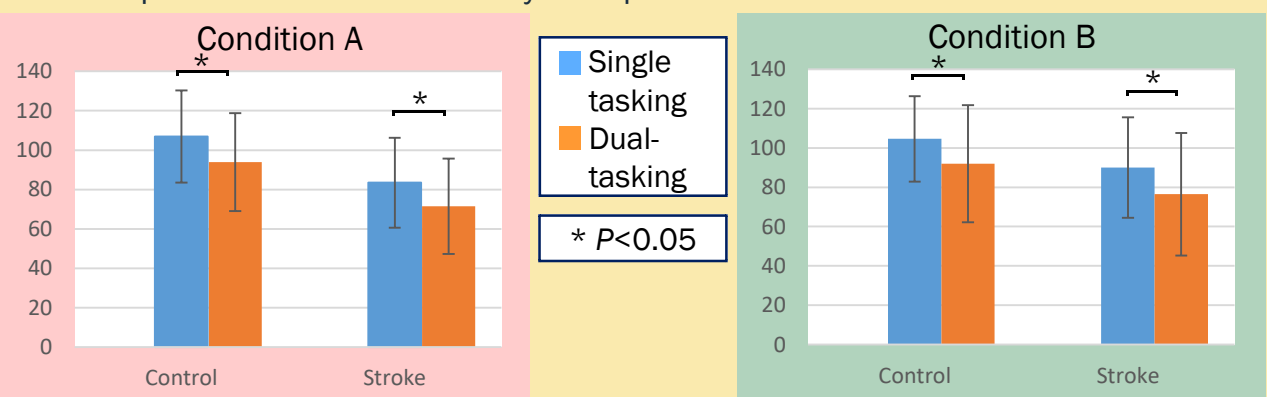 Condition A
*
*
140
120
100
80
60
40
20
0
Control Stroke
Single
tasking
Dual-
tasking
* P<0.05
Condition B
*
*
140
120
100
80
60
40
20
0
Control Stroke